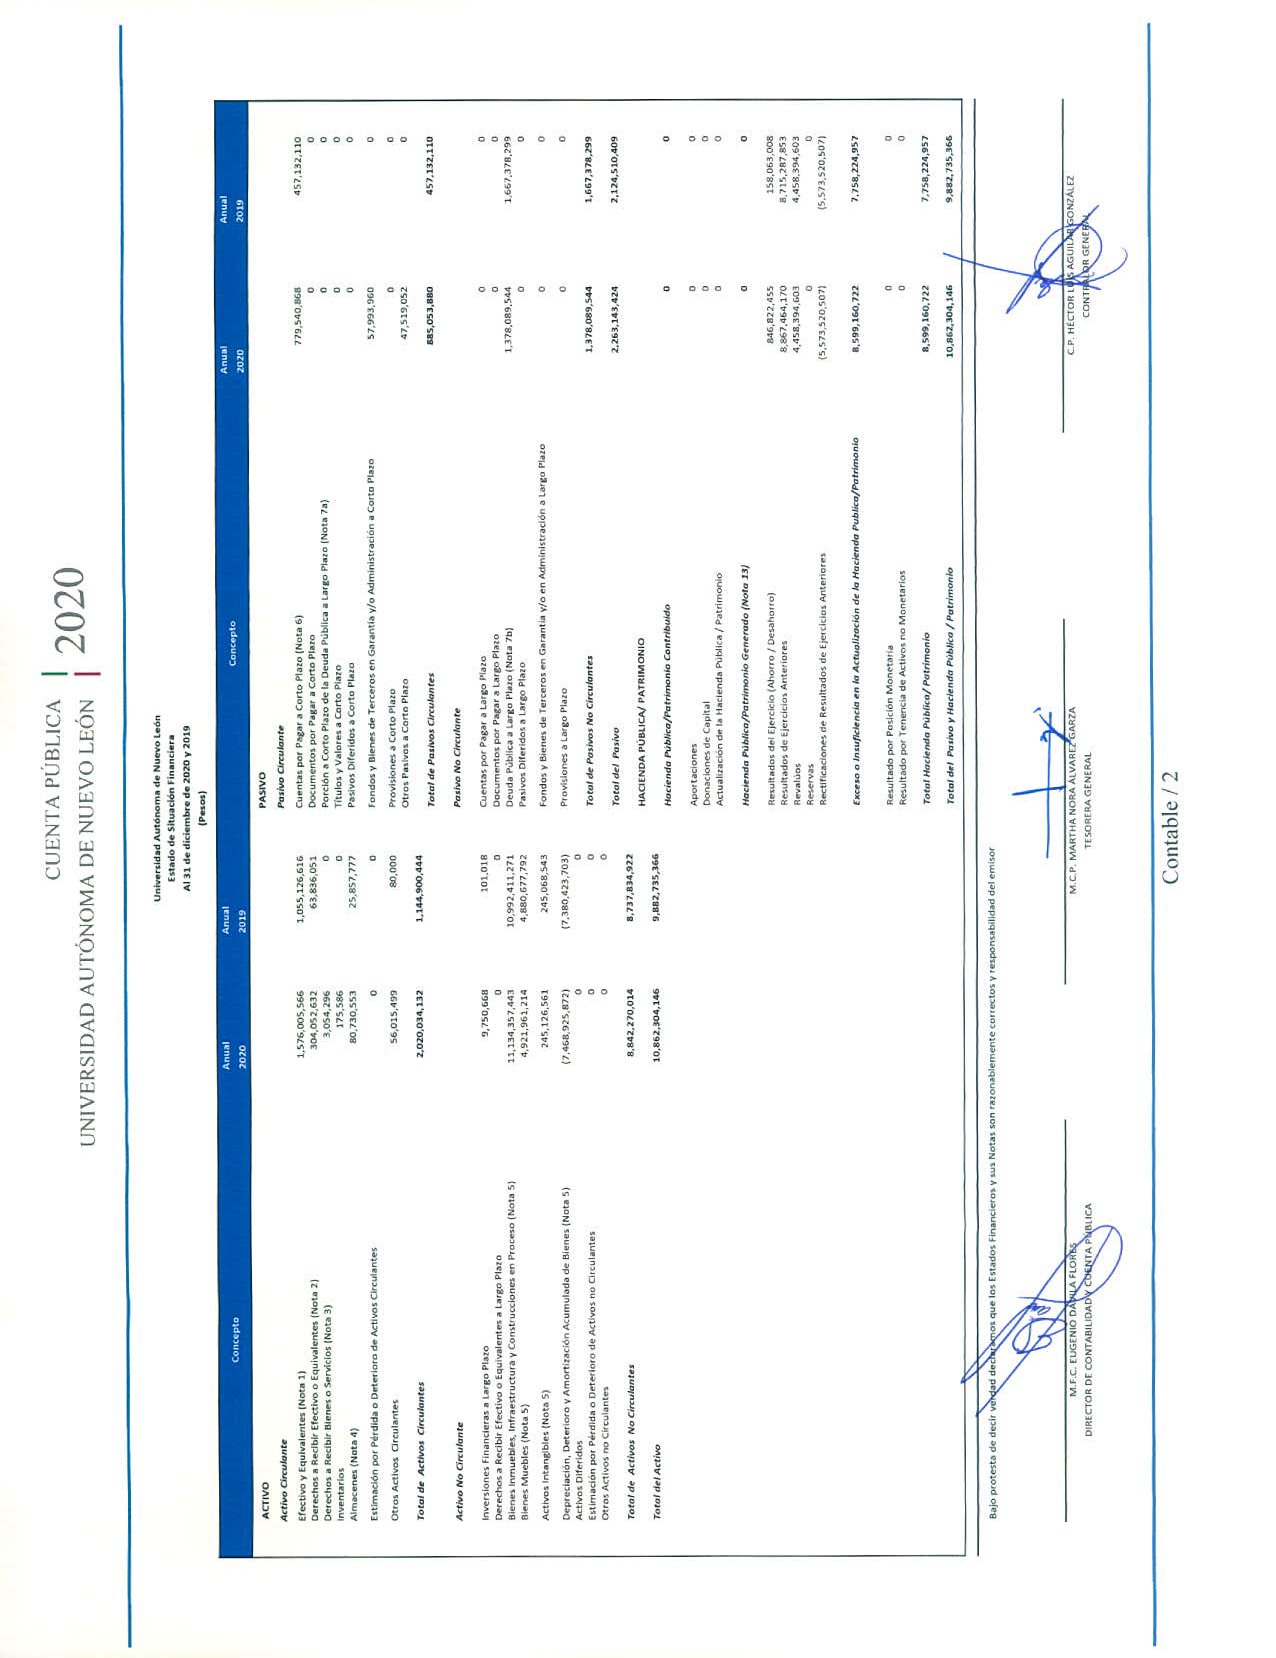 CUENTA PÚBLICA
UNIVERSIDAD AUTÓNOMA DE NUEVO LEÓN
2020
Universidad Autónoma de Nuevo León
Estado de Situación Financiera
Al 31 de diciembre de 2020 y 2019
(Pesos)
Concepto Anual 2020 Anual 2019
ACTIVO
Activo Circulante
Efectivo y Equivalentes (Nota 1) 1,576,005,566 1,055,126,616
Derechos a Recibir Efectivo o Equivalentes (Nota 2) 304,052,632 63,836,051
Derechos a Recibir Bienes o Servicios (Nota 3) 3,054,296 0
Inventarios 175,586 0
Almacenes (Nota 4) 80,730,553 25,857,777
Estimación por Pérdida o Deterioro de Activos Circulantes 0 0
Otros Activos Circulantes 56,015,499 80,000
Total de Activos Circulantes 2,020,034,132 1,144,900,444
Activo No Circulante
Inversiones Financieras a Largo Plazo 9,750,668 101,018
Derechos a Recibir Efectivo o Equivalentes a Largo Plazo 0 0
Bienes Inmuebles, Infraestructura y Construcciones en Proceso (Nota 5) 11,134,357,443 10,992,411,271
Bienes Muebles (Nota 5) 4,921,961,214 4,880,677,792
Activos Intangibles (Nota 5) 245,126,561 245,068,543
Depreciación, Deterioro y Amortización Acumulada de Bienes (Nota 5) (7,468,925,872) (7,380,423,703)
Activos Diferidos 0 0
Estimación por Pérdida o Deterioro de Activos no Circulantes 0 0
Otros Activos no Circulantes 0 0
Total de Activos No Circulantes 8,842,270,014 8,737,834,922
Total del Activo 10,862,304,146 9,882,735,366
Concepto Anual 2020 Anual 2019
PASIVO
Pasivo Circulante
Cuentas por Pagar a Corto Plazo (Nota 6) 779,540,868 457,132,110
Documentos por Pagar a Corto Plazo 0 0
Porción a Corto Plazo de la Deuda Pública a Largo Plazo (Nota 7a) 0 0
Títulos y Valores a Corto Plazo 0 0
Pasivos Diferidos a Corto Plazo 0 0
Fondos y Bienes de Terceros en Garantía y/o Administración a Corto Plazo 57,993,960 0
Provisiones a Corto Plazo 0 0
Otros Pasivos a Corto Plazo 47,519,052 0
Total de Pasivos Circulantes 885,053,880 457,132,110
Pasivo No Circulante
Cuentas por Pagar a Largo Plazo 0 0
Documentos por Pagar a Largo Plazo 0 0
Deuda Pública a Largo Plazo (Nota 7b) 1,378,089,544 1,667,378,299
Pasivos Diferidos a Largo Plazo 0 0
Fondos y Bienes de Terceros en Garantía y/o en Administración a Largo Plazo 0 0
Provisiones a Largo Plazo 0 0
Total de Pasivos No Circulantes 1,378,089,544 1,667,378,299
Total del Pasivo 2,263,143,424 2,124,510,409
HACIENDA PÚBLICA/ PATRIMONIO
Hacienda Pública/Patrimonio Contribuido 0 0
Aportaciones 0 0
Donaciones de Capital 0 0
Actualización de la Hacienda Pública / Patrimonio 0 0
Hacienda Pública/Patrimonio Generado (Nota 13) 0 0
Resultados del Ejercicio (Ahorro / Desahorro) 846,822,455 158,063,008
Resultados de Ejercicios Anteriores 8,867,464,170 8,715,287,853
Revalúos 4,458,394,603 4,458,394,603
Reservas 0 0
Rectificaciones de Resultados de Ejercicios Anteriores (5,573,520,507) (5,573,520,507)
Exceso o Insuficiencia en la Actualización de la Hacienda Publica/Patrimonio 8,599,160,722 7,758,224,957
Resultado por Posición Monetaria 0 0
Resultado por Tenencia de Activos no Monetarios 0 0
Total Hacienda Pública/ Patrimonio 8,599,160,722 7,758,224,957
Total del Pasivo y Hacienda Pública / Patrimonio 10,862,304,146 9,882,735,366
Bajo protesta de decir verdad declaramos que los Estados Financieros y sus Notas son razonablemente correctos y responsabilidad del emisor
M.F.C. EUGENIO DÁVILA FLORES
DIRECTOR DE CONTABILIDAD Y CUENTA PÚBLICA
M.C.P. MARTHA NORA ÁLVAREZ GARZA
TESORERA GENERAL
C.P. HÉCTOR LUIS AGUILAR GONZÁLEZ
CONTRALOR GENERAL
Contable / 2